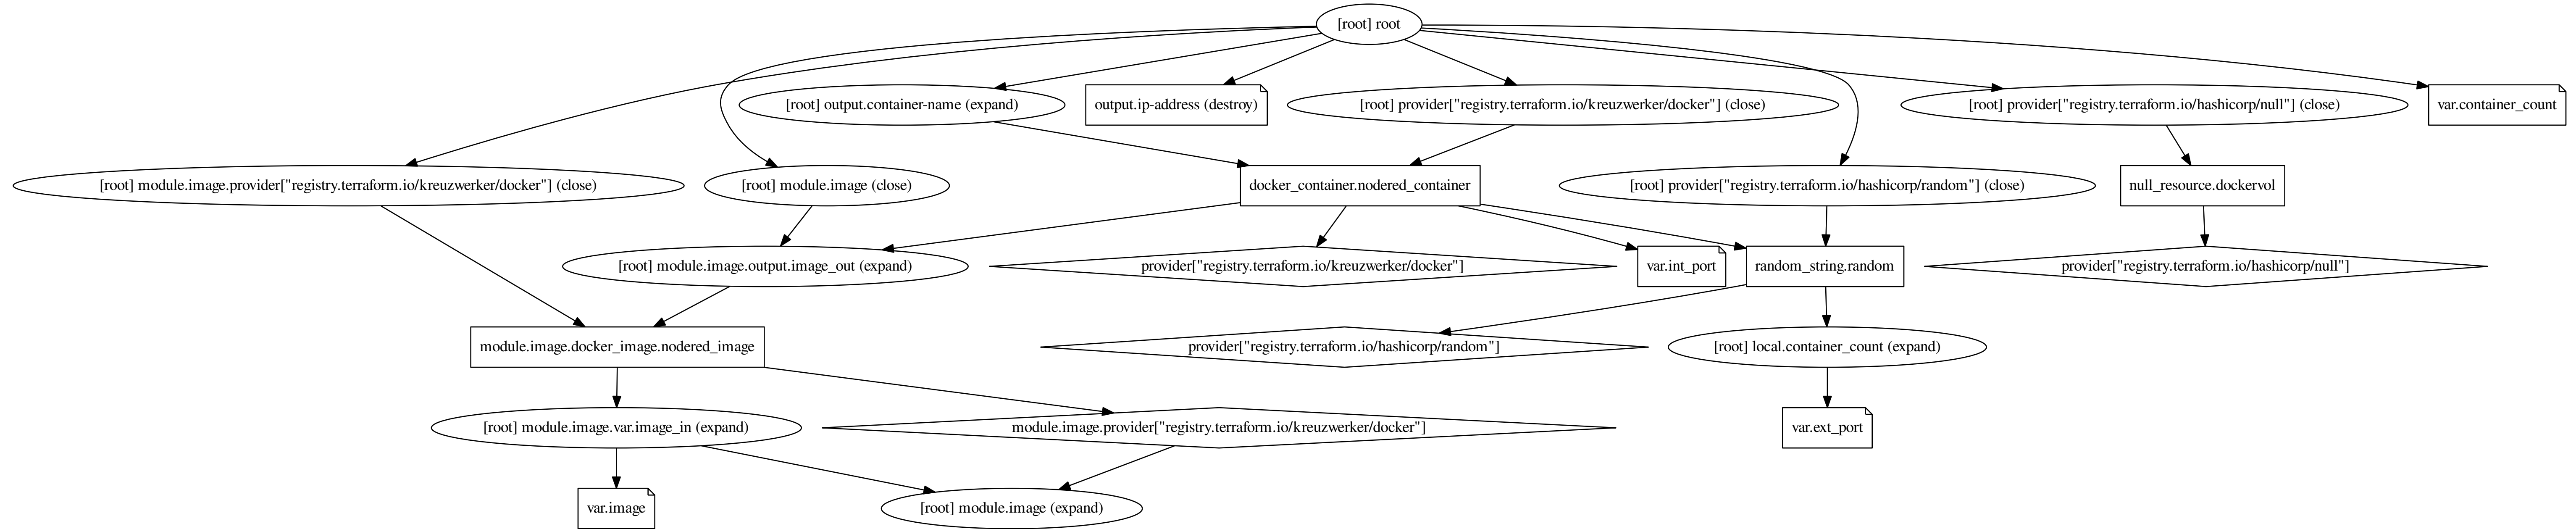 [root] root
[root] output.container-name (expand)
output.ip-address (destroy)
[root] provider["registry.terraform.io/kreuzwerker/docker"] (close)
[root] provider["registry.terraform.io/hashicorp/null"] (close)
var.container_count
[root] module.image.provider["registry.terraform.io/kreuzwerker/docker"] (close)
[root] module.image (close)
docker_container.nodered_container
[root] provider["registry.terraform.io/hashicorp/random"] (close)
null_resource.dockervol
[root] module.image.output.image_out (expand)
provider["registry.terraform.io/kreuzwerker/docker"]
var.int_port
random_string.random
provider["registry.terraform.io/hashicorp/null"]
module.image.docker_image.nodered_image
provider["registry.terraform.io/hashicorp/random"]
[root] local.container_count (expand)
[root] module.image.var.image_in (expand)
module.image.provider["registry.terraform.io/kreuzwerker/docker"]
var.ext_port
var.image
[root] module.image (expand)